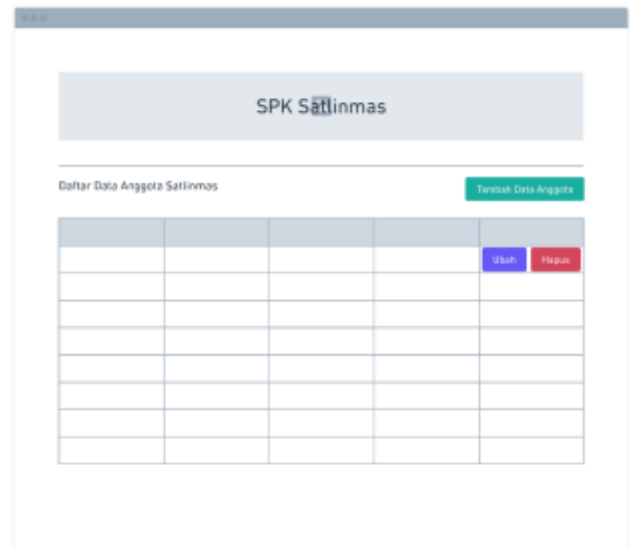 SPK Satlinmas
Daftar Data Anggota Satlinmas
Tambah Data Anggota
Ubah
Hapus